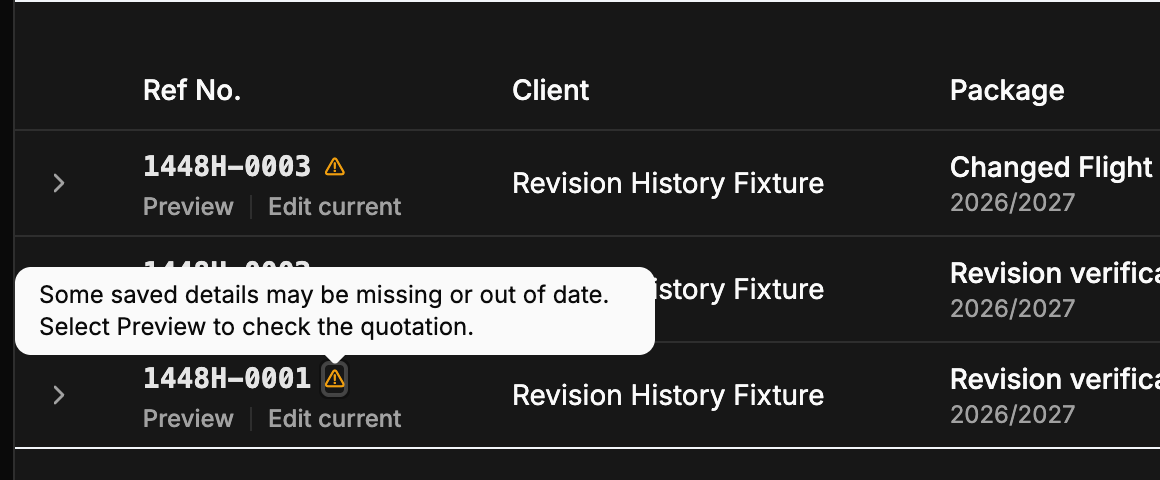 Ref No. Client Package
1448H-0003
Preview Edit current
Revision History Fixture
Changed Flight
2026/2027
Some saved details may be missing or out of date.
Select Preview to check the quotation.
istory Fixture
Revision verifica
2026/2027
1448H-0001
Preview Edit current
Revision History Fixture
Revision verifica
2026/2027